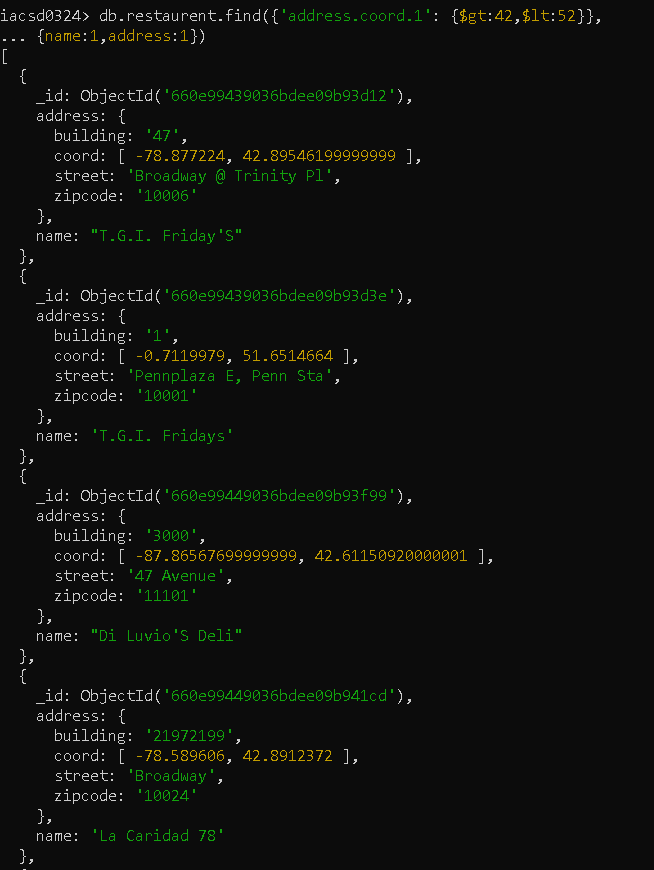 iacsd0324> db.restaurent.find({'address.coord.1': {$gt:42,$lt:52}},
... {name:1,address:1})
[
  {
    _id: ObjectId('660e99439036bdee09b93d12'),
    address: {
      building: '47',
      coord: [ -78.877224, 42.89546199999999 ],
      street: 'Broadway @ Trinity Pl',
      zipcode: '10006'
    },
    name: "T.G.I. Friday'S"
  },
  {
    _id: ObjectId('660e99439036bdee09b93d3e'),
    address: {
      building: '1',
      coord: [ -0.7119979, 51.6514664 ],
      street: 'Pennplaza E, Penn Sta',
      zipcode: '10001'
    },
    name: 'T.G.I. Fridays'
  },
  {
    _id: ObjectId('660e99449036bdee09b93f99'),
    address: {
      building: '3000',
      coord: [ -87.86567699999999, 42.61150920000001 ],
      street: '47 Avenue',
      zipcode: '11101'
    },
    name: "Di Luvio'S Deli"
  },
  {
    _id: ObjectId('660e99449036bdee09b941cd'),
    address: {
      building: '21972199',
      coord: [ -78.589606, 42.8912372 ],
      street: 'Broadway',
      zipcode: '10024'
    },
    name: 'La Caridad 78'
  },